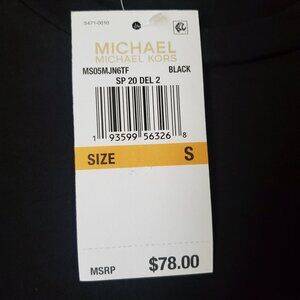 5471-0010
MICHAEL
MICHAEL KORS
MS05MJN6TF BLACK
SP 20 DEL 2
1 93599 56326 8
SIZE S
MSRP $78.00